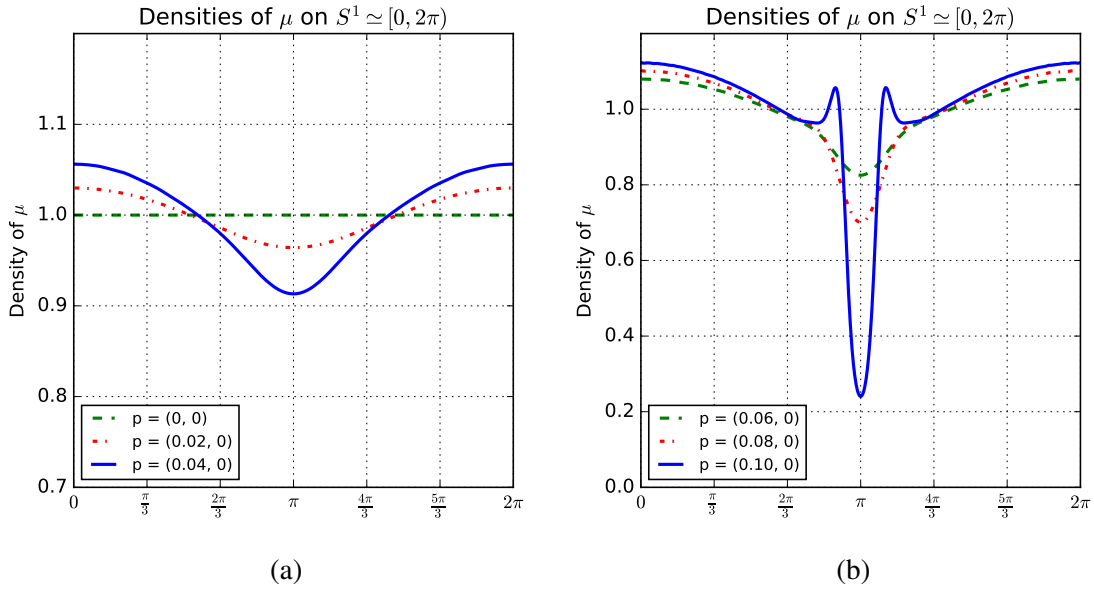 Densities of μ on S¹ ≃ [0, 2π)
Density of μ
1.1
1.0
0.9
0.8
0.7
p = (0, 0)
p = (0.02, 0)
p = (0.04, 0)
0 π/3 2π/3 π 4π/3 5π/3 2π
(a)
Densities of μ on S¹ ≃ [0, 2π)
Density of μ
1.0
0.8
0.6
0.4
0.2
0.0
p = (0.06, 0)
p = (0.08, 0)
p = (0.10, 0)
0 π/3 2π/3 π 4π/3 5π/3 2π
(b)